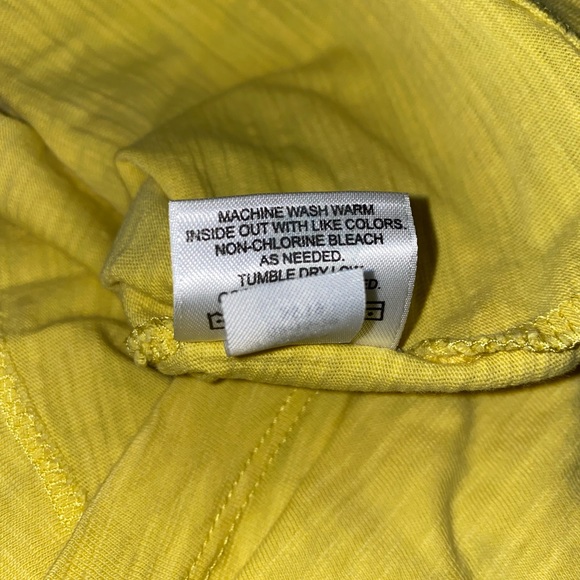 MACHINE WASH WARM
INSIDE OUT WITH LIKE COLORS.
NON-CHLORINE BLEACH
AS NEEDED.
TUMBLE DRY LOW.